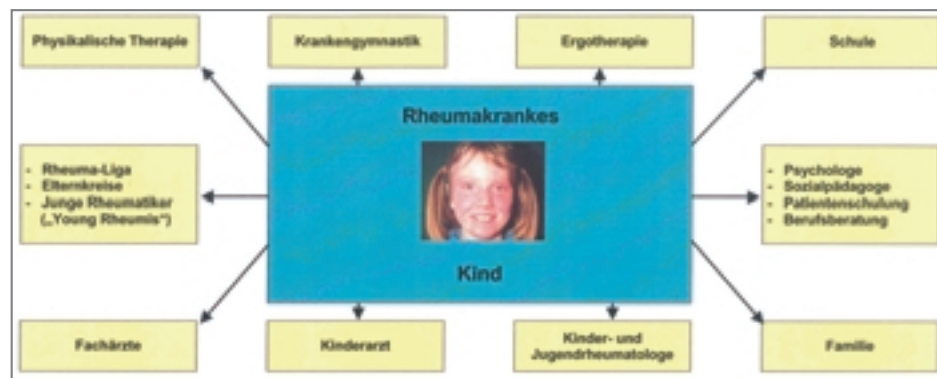 Physikalische Therapie
Krankengymnastik
Ergotherapie
Schule
Rheumakrankes
- Rheuma-Liga
- Elternkreise
- Junge Rheumatiker
(„Young Rheumis“)
- Psychologe
- Sozialpädagoge
- Patientenschulung
- Berufsberatung
Kind
Fachärzte
Kinderarzt
Kinder- und
Jugendrheumatologe
Familie